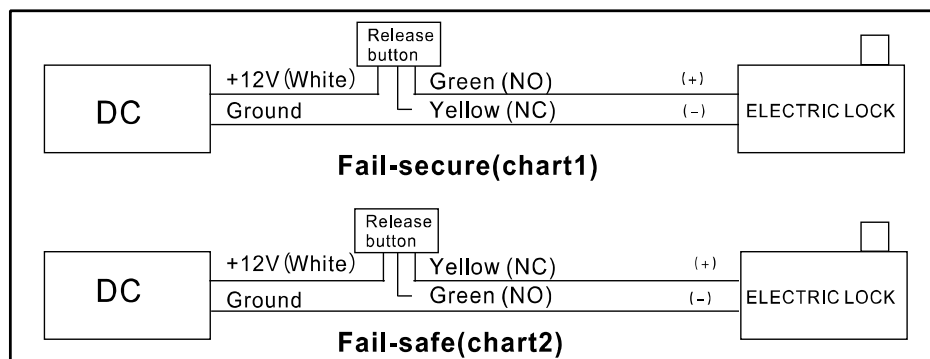 Release
button
+12V (White)
Green (NO)
(+)
DC
Ground
Yellow (NC)
(-)
ELECTRIC LOCK
Fail-secure(chart1)
Release
button
+12V (White)
Yellow (NC)
(+)
DC
Ground
Green (NO)
(-)
ELECTRIC LOCK
Fail-safe(chart2)